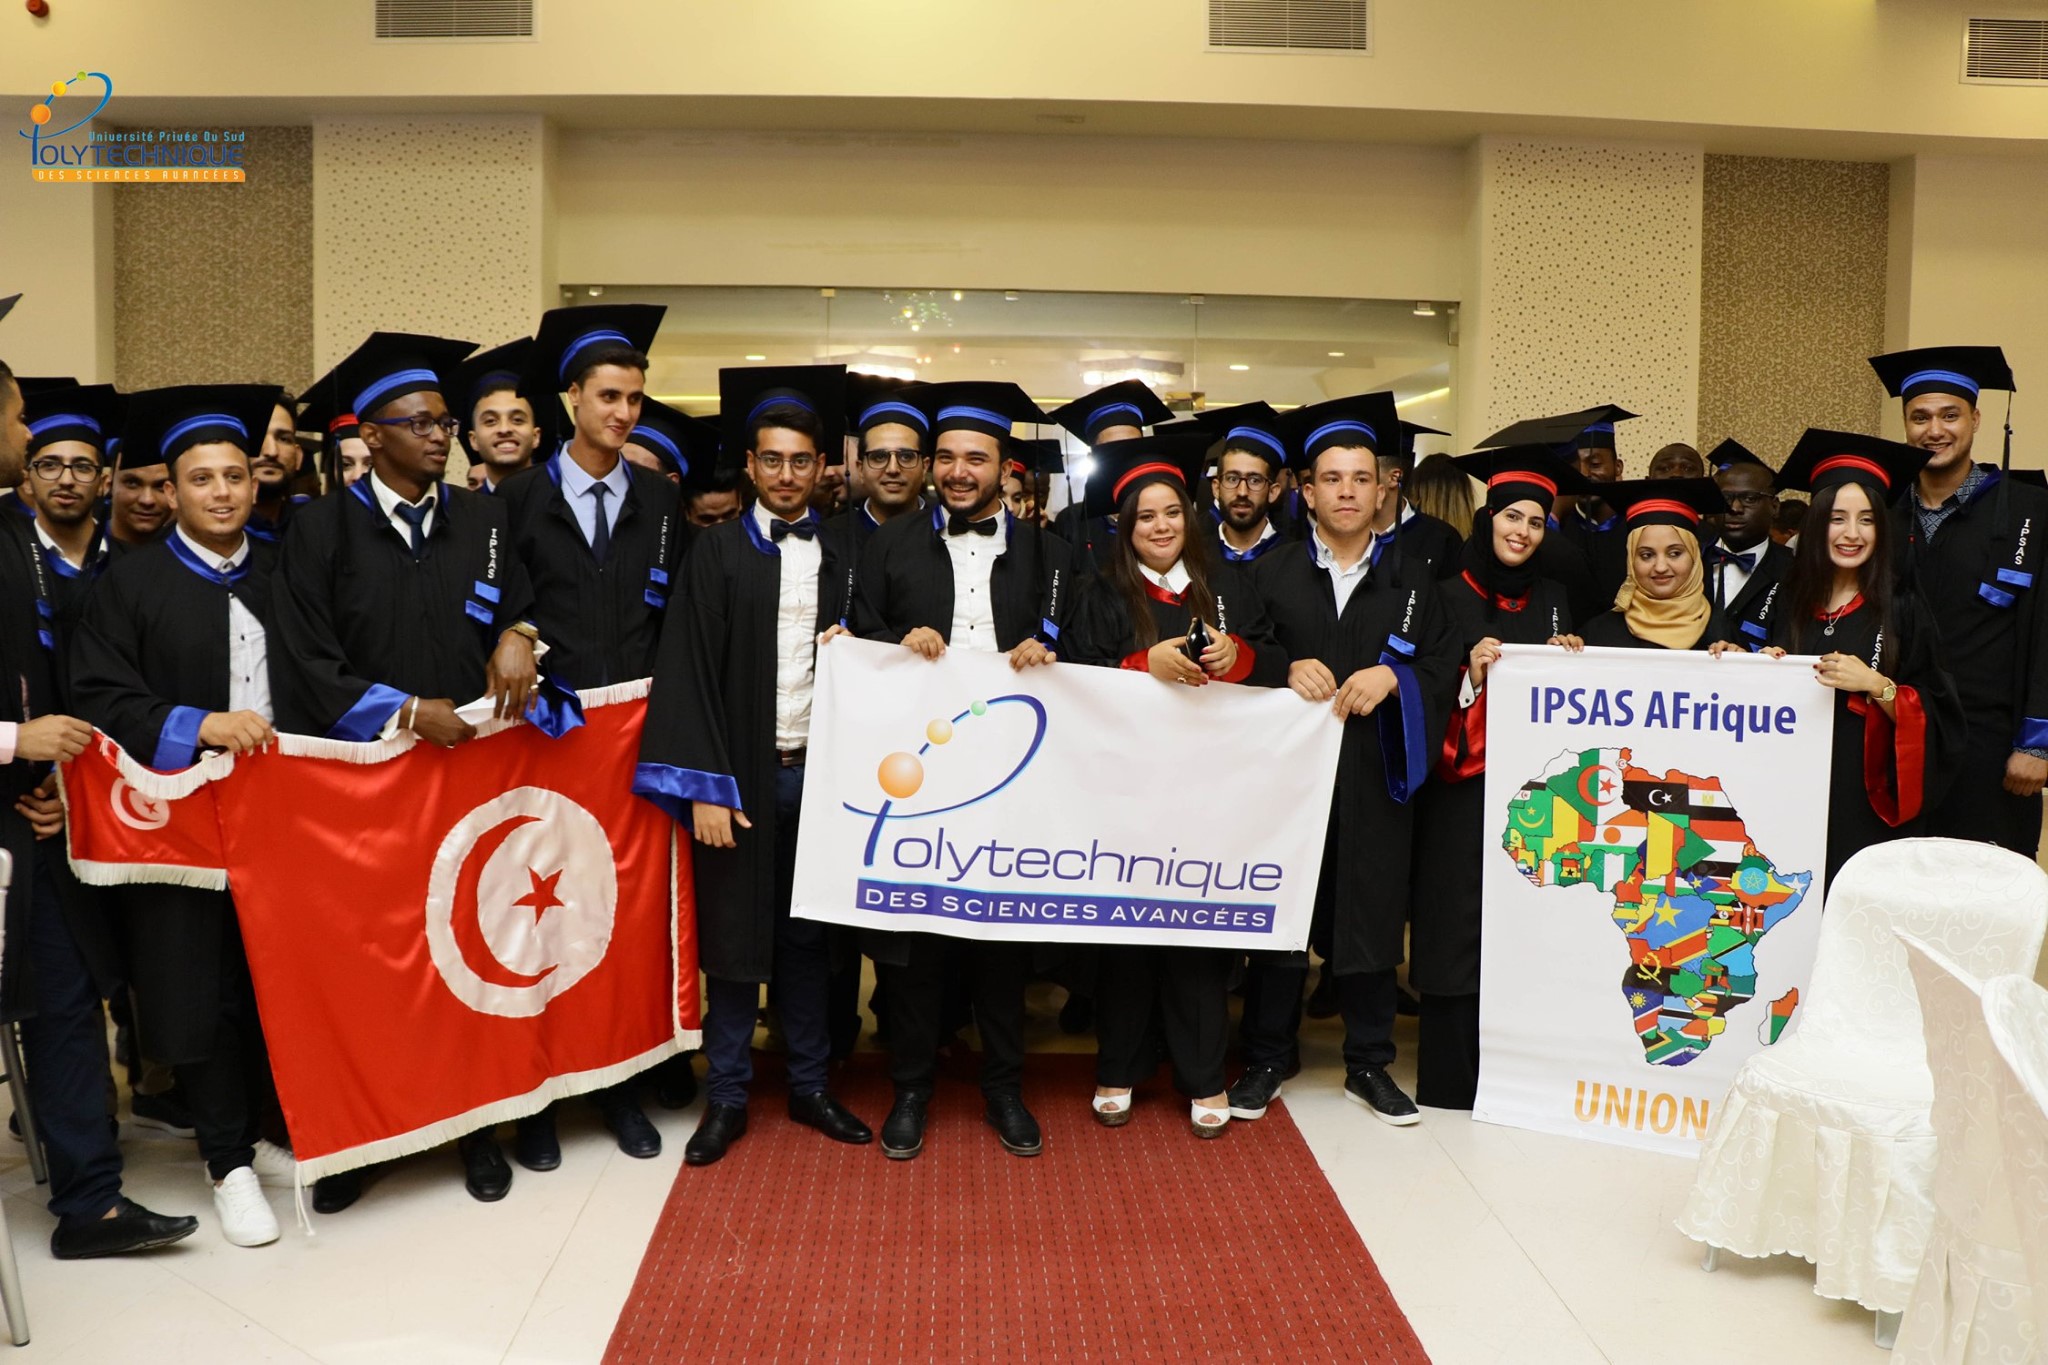 Université Privée Du Sud
POLYTECHNIQUE
DES SCIENCES AVANCÉES
IPSAS
IPSAS
IPSAS
IPSAS
IPSAS
Polytechnique
DES SCIENCES AVANCÉES
IPSAS AFrique
UNION